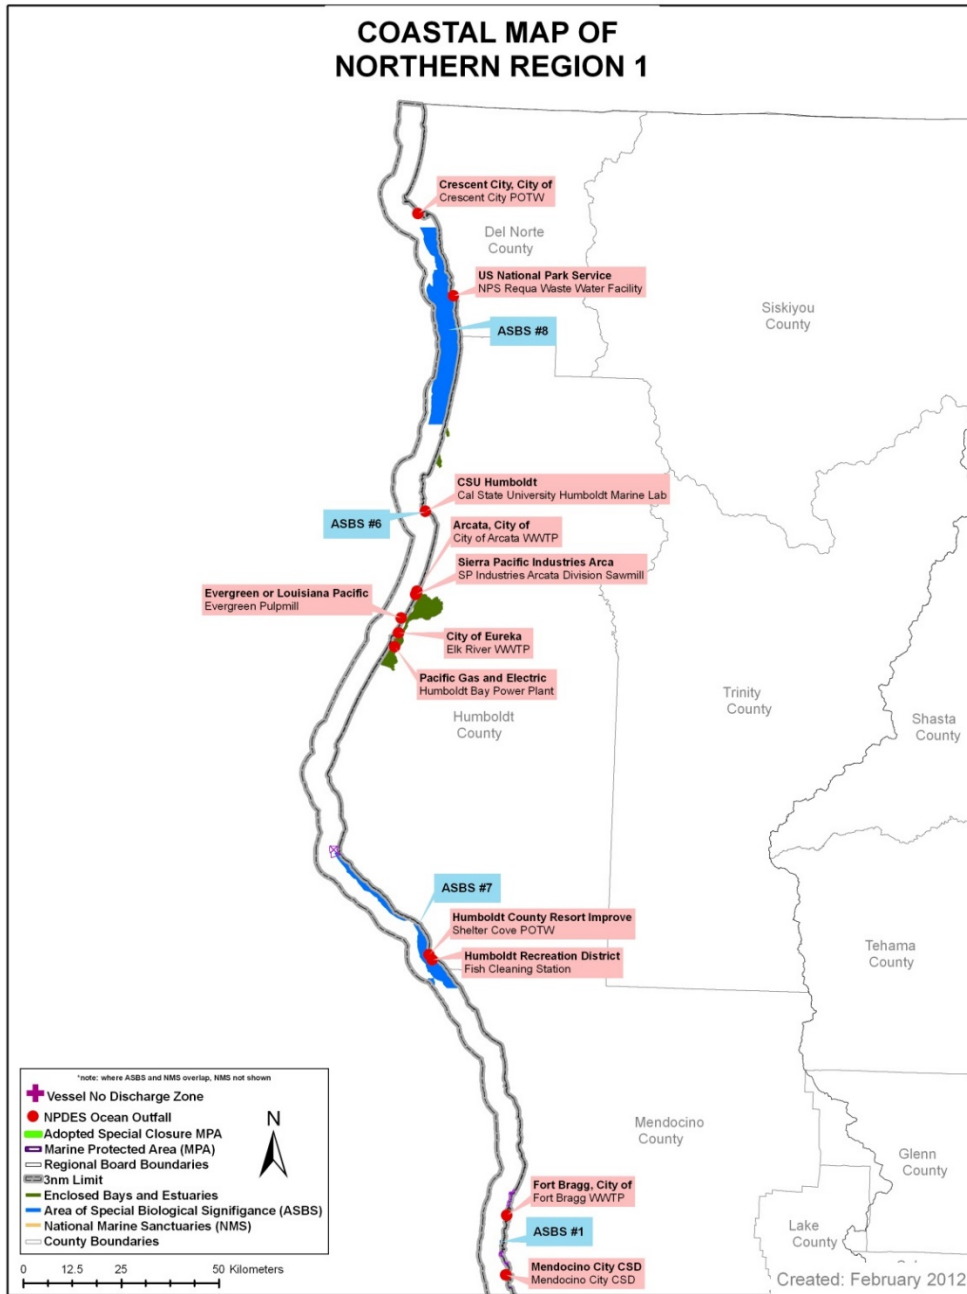 COASTAL MAP OF
NORTHERN REGION 1
Crescent City, City of
Crescent City POTW
Del Norte
County
US National Park Service
NPS Requa Waste Water Facility
Siskiyou
County
ASBS #8
CSU Humboldt
Cal State University Humboldt Marine Lab
ASBS #6
Arcata, City of
City of Arcata WWTP
Sierra Pacific Industries Arca
SP Industries Arcata Division Sawmill
Evergreen or Louisiana Pacific
Evergreen Pulpmill
City of Eureka
Elk River WWTP
Pacific Gas and Electric
Humboldt Bay Power Plant
Trinity
County
Shasta
County
Humboldt
County
ASBS #7
Humboldt County Resort Improve
Shelter Cove POTW
Humboldt Recreation District
Fish Cleaning Station
Tehama
County
Mendocino
County
Glenn
County
Fort Bragg, City of
Fort Bragg WWTP
ASBS #1
Lake
County
Mendocino City CSD
Mendocino City CSD
*note: where ASBS and NMS overlap, NMS not shown
Vessel No Discharge Zone
NPDES Ocean Outfall
Adopted Special Closure MPA
Marine Protected Area (MPA)
Regional Board Boundaries
3nm Limit
Enclosed Bays and Estuaries
Area of Special Biological Signifigance (ASBS)
National Marine Sanctuaries (NMS)
County Boundaries
N
0 12.5 25 50 Kilometers
Created: February 2012